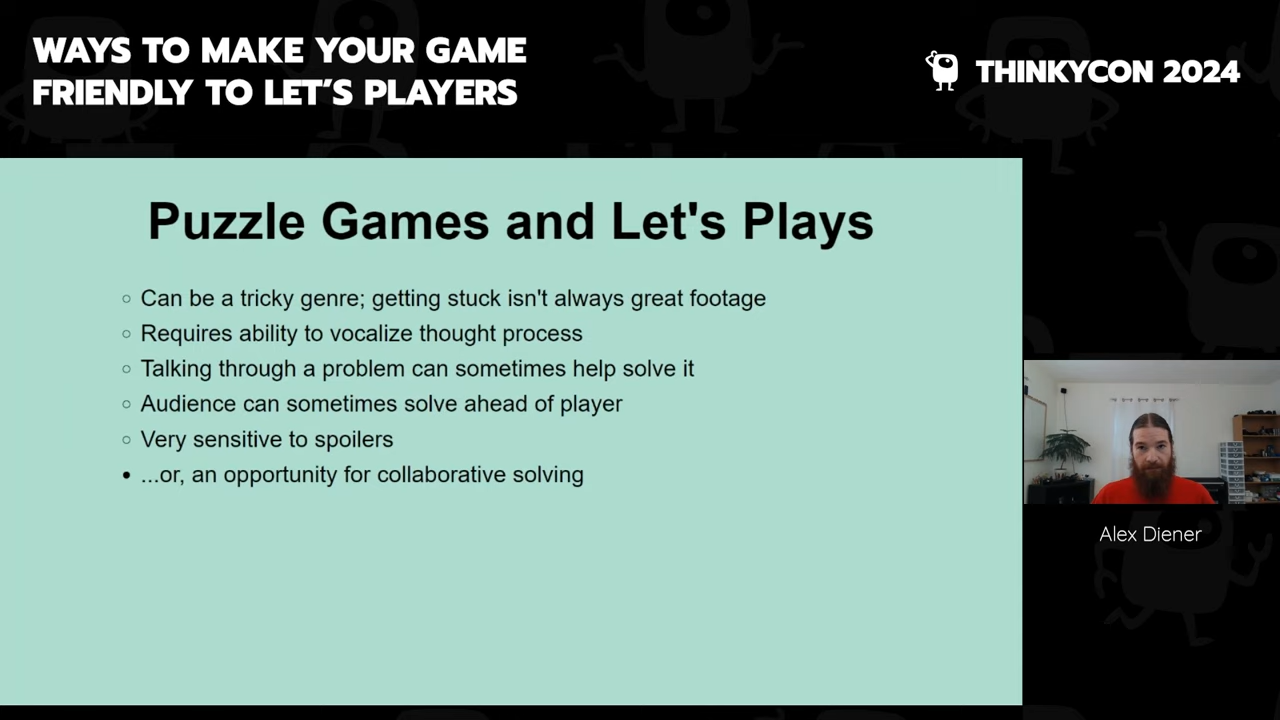 WAYS TO MAKE YOUR GAME
FRIENDLY TO LET'S PLAYERS
THINKYCON 2024
Puzzle Games and Let's Plays
Can be a tricky genre; getting stuck isn't always great footage
Requires ability to vocalize thought process
Talking through a problem can sometimes help solve it
Audience can sometimes solve ahead of player
Very sensitive to spoilers
...or, an opportunity for collaborative solving
Alex Diener